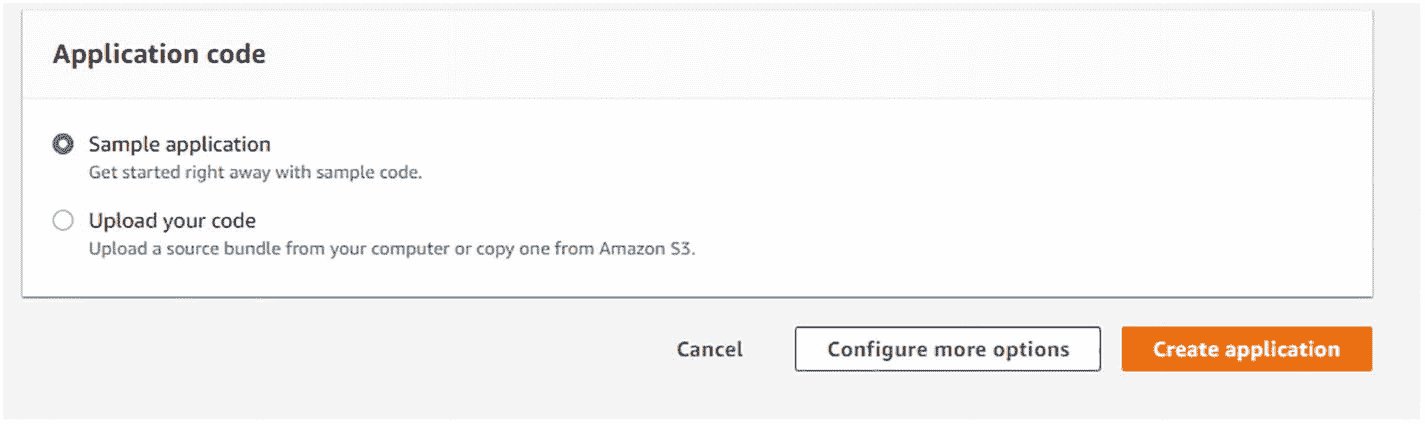 Application code
Sample application
Get started right away with sample code.
Upload your code
Upload a source bundle from your computer or copy one from Amazon S3.
Cancel Configure more options Create application